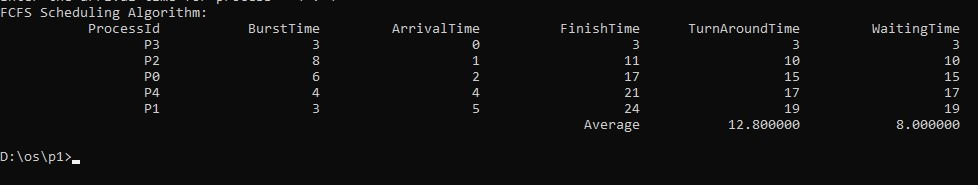 FCFS Scheduling Algorithm:
ProcessId BurstTime ArrivalTime FinishTime TurnAroundTime WaitingTime
P3 3 0 3 3 3
P2 8 1 11 10 10
P0 6 2 17 15 15
P4 4 4 21 17 17
P1 3 5 24 19 19
Average 12.800000 8.000000
D:\os\p1>